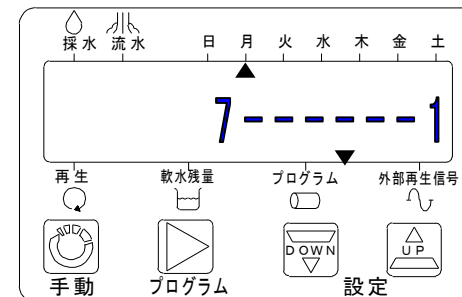 採水 流水 日 月 火 水 木 金 土
7 - - - - - - 1
再生 軟水残量 プログラム 外部再生信号
DOWN UP
手動 プログラム 設定